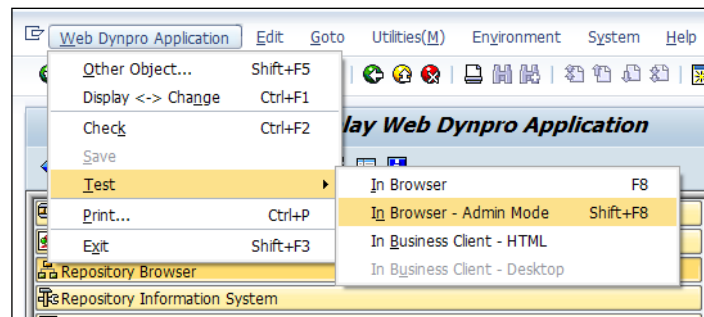 Web Dynpro Application Edit Goto Utilities(M) Environment System Help
Other Object... Shift+F5
Display <-> Change Ctrl+F1
Check Ctrl+F2
lay Web Dynpro Application
Save
Test
In Browser F8
Print... Ctrl+P
In Browser - Admin Mode Shift+F8
Exit Shift+F3
In Business Client - HTML
In Business Client - Desktop
Repository Browser
Repository Information System